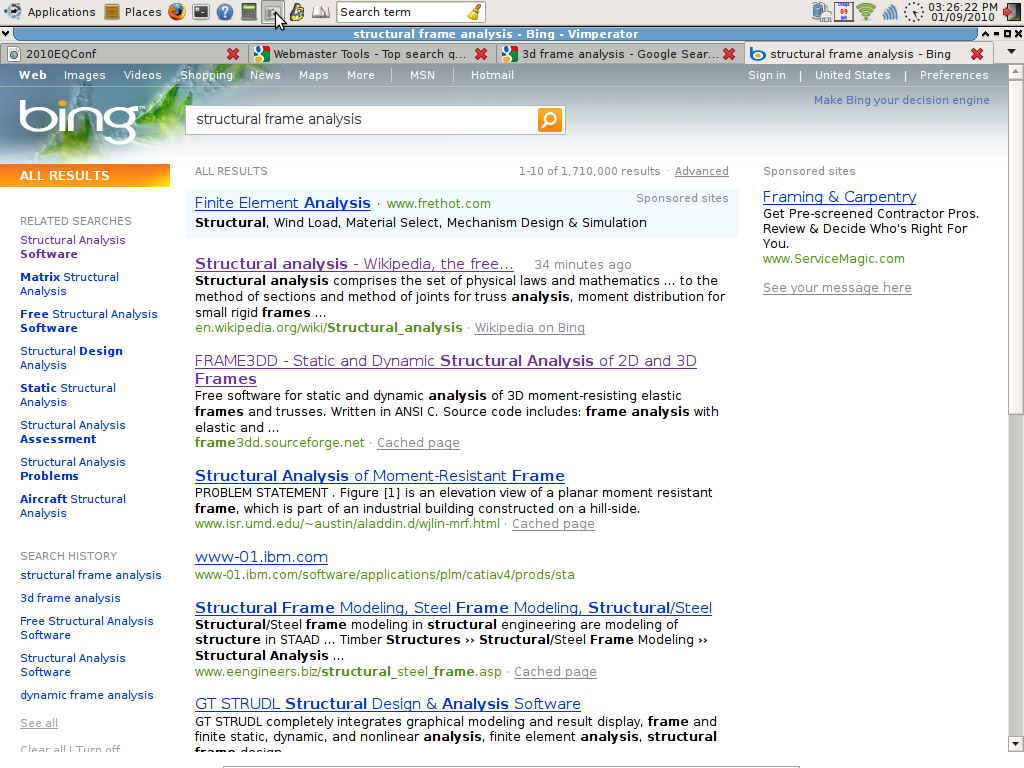 Applications Places Search term 03:26:22 PM
01/09/2010
structural frame analysis - Bing - Vimperator
2010EQConf Webmaster Tools - Top search q... 3d frame analysis - Google Sear... structural frame analysis - Bing
Web Images Videos Shopping News Maps More | MSN | Hotmail Sign in | United States | Preferences
Make Bing your decision engine
bing™ structural frame analysis
ALL RESULTS
RELATED SEARCHES
Structural Analysis
Software
Matrix Structural
Analysis
Free Structural Analysis
Software
Structural Design
Analysis
Static Structural
Analysis
Structural Analysis
Assessment
Structural Analysis
Problems
Aircraft Structural
Analysis
SEARCH HISTORY
structural frame analysis
3d frame analysis
Free Structural Analysis
Software
Structural Analysis
Software
dynamic frame analysis
See all
Clear all | Turn off
ALL RESULTS 1-10 of 1,710,000 results · Advanced
Finite Element Analysis · www.frethot.com Sponsored sites
Structural, Wind Load, Material Select, Mechanism Design & Simulation
Structural analysis - Wikipedia, the free... 34 minutes ago
Structural analysis comprises the set of physical laws and mathematics ... to the
method of sections and method of joints for truss analysis, moment distribution for
small rigid frames ...
en.wikipedia.org/wiki/Structural_analysis · Wikipedia on Bing
FRAME3DD - Static and Dynamic Structural Analysis of 2D and 3D
Frames
Free software for static and dynamic analysis of 3D moment-resisting elastic
frames and trusses. Written in ANSI C. Source code includes: frame analysis with
elastic and ...
frame3dd.sourceforge.net · Cached page
Structural Analysis of Moment-Resistant Frame
PROBLEM STATEMENT . Figure [1] is an elevation view of a planar moment resistant
frame, which is part of an industrial building constructed on a hill-side.
www.isr.umd.edu/~austin/aladdin.d/wjlin-mrf.html · Cached page
www-01.ibm.com
www-01.ibm.com/software/applications/plm/catiav4/prods/sta
Structural Frame Modeling, Steel Frame Modeling, Structural/Steel
Structural/Steel frame modeling in structural engineering are modeling of
structure in STAAD ... Timber Structures ›› Structural/Steel Frame Modeling ››
Structural Analysis ...
www.eengineers.biz/structural_steel_frame.asp · Cached page
GT STRUDL Structural Design & Analysis Software
GT STRUDL completely integrates graphical modeling and result display, frame and
finite static, dynamic, and nonlinear analysis, finite element analysis, structural
frame design
Sponsored sites
Framing & Carpentry
Get Pre-screened Contractor Pros.
Review & Decide Who's Right For
You.
www.ServiceMagic.com
See your message here